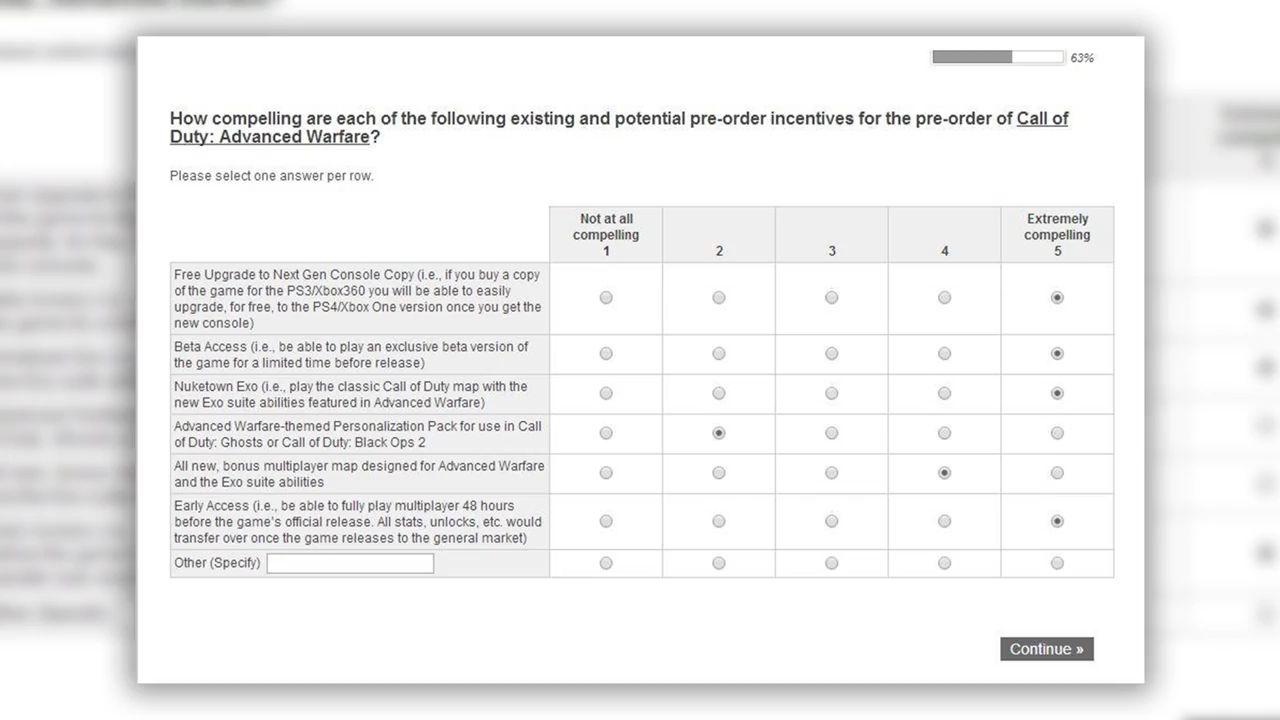 63%
How compelling are each of the following existing and potential pre-order incentives for the pre-order of Call of
Duty: Advanced Warfare?
Please select one answer per row.
Not at all
compelling
1
2
3
4
Extremely
compelling
5
Free Upgrade to Next Gen Console Copy (i.e., if you buy a copy
of the game for the PS3/Xbox360 you will be able to easily
upgrade, for free, to the PS4/Xbox One version once you get the
new console)
Beta Access (i.e., be able to play an exclusive beta version of
the game for a limited time before release)
Nuketown Exo (i.e., play the classic Call of Duty map with the
new Exo suite abilities featured in Advanced Warfare)
Advanced Warfare-themed Personalization Pack for use in Call
of Duty: Ghosts or Call of Duty: Black Ops 2
All new, bonus multiplayer map designed for Advanced Warfare
and the Exo suite abilities
Early Access (i.e., be able to fully play multiplayer 48 hours
before the game's official release. All stats, unlocks, etc. would
transfer over once the game releases to the general market)
Other (Specify)
Continue »